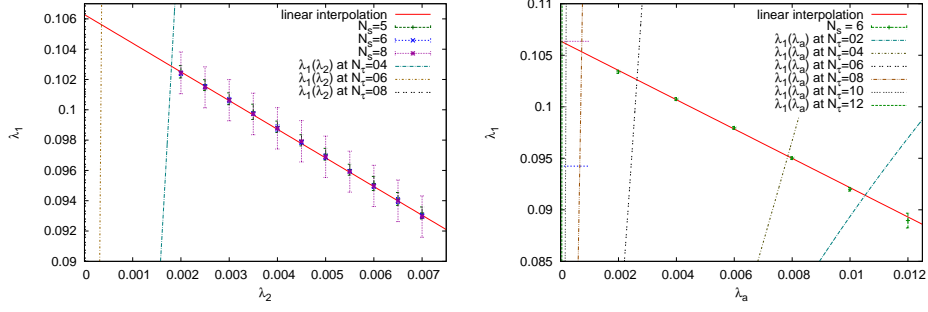 0.106
0.104
0.102
0.1
0.098
0.096
0.094
0.092
0.09
λ1
0
0.001
0.002
0.003
0.004
0.005
0.006
0.007
λ2
linear interpolation
Ns=5
Ns=6
Ns=8
λ1(λ2) at Nτ=04
λ1(λ2) at Nτ=06
λ1(λ2) at Nτ=08
0.11
0.105
0.1
0.095
0.09
0.085
λ1
0
0.002
0.004
0.006
0.008
0.01
0.012
λa
linear interpolation
Ns = 6
λ1(λa) at Nτ=02
λ1(λa) at Nτ=04
λ1(λa) at Nτ=06
λ1(λa) at Nτ=08
λ1(λa) at Nτ=10
λ1(λa) at Nτ=12